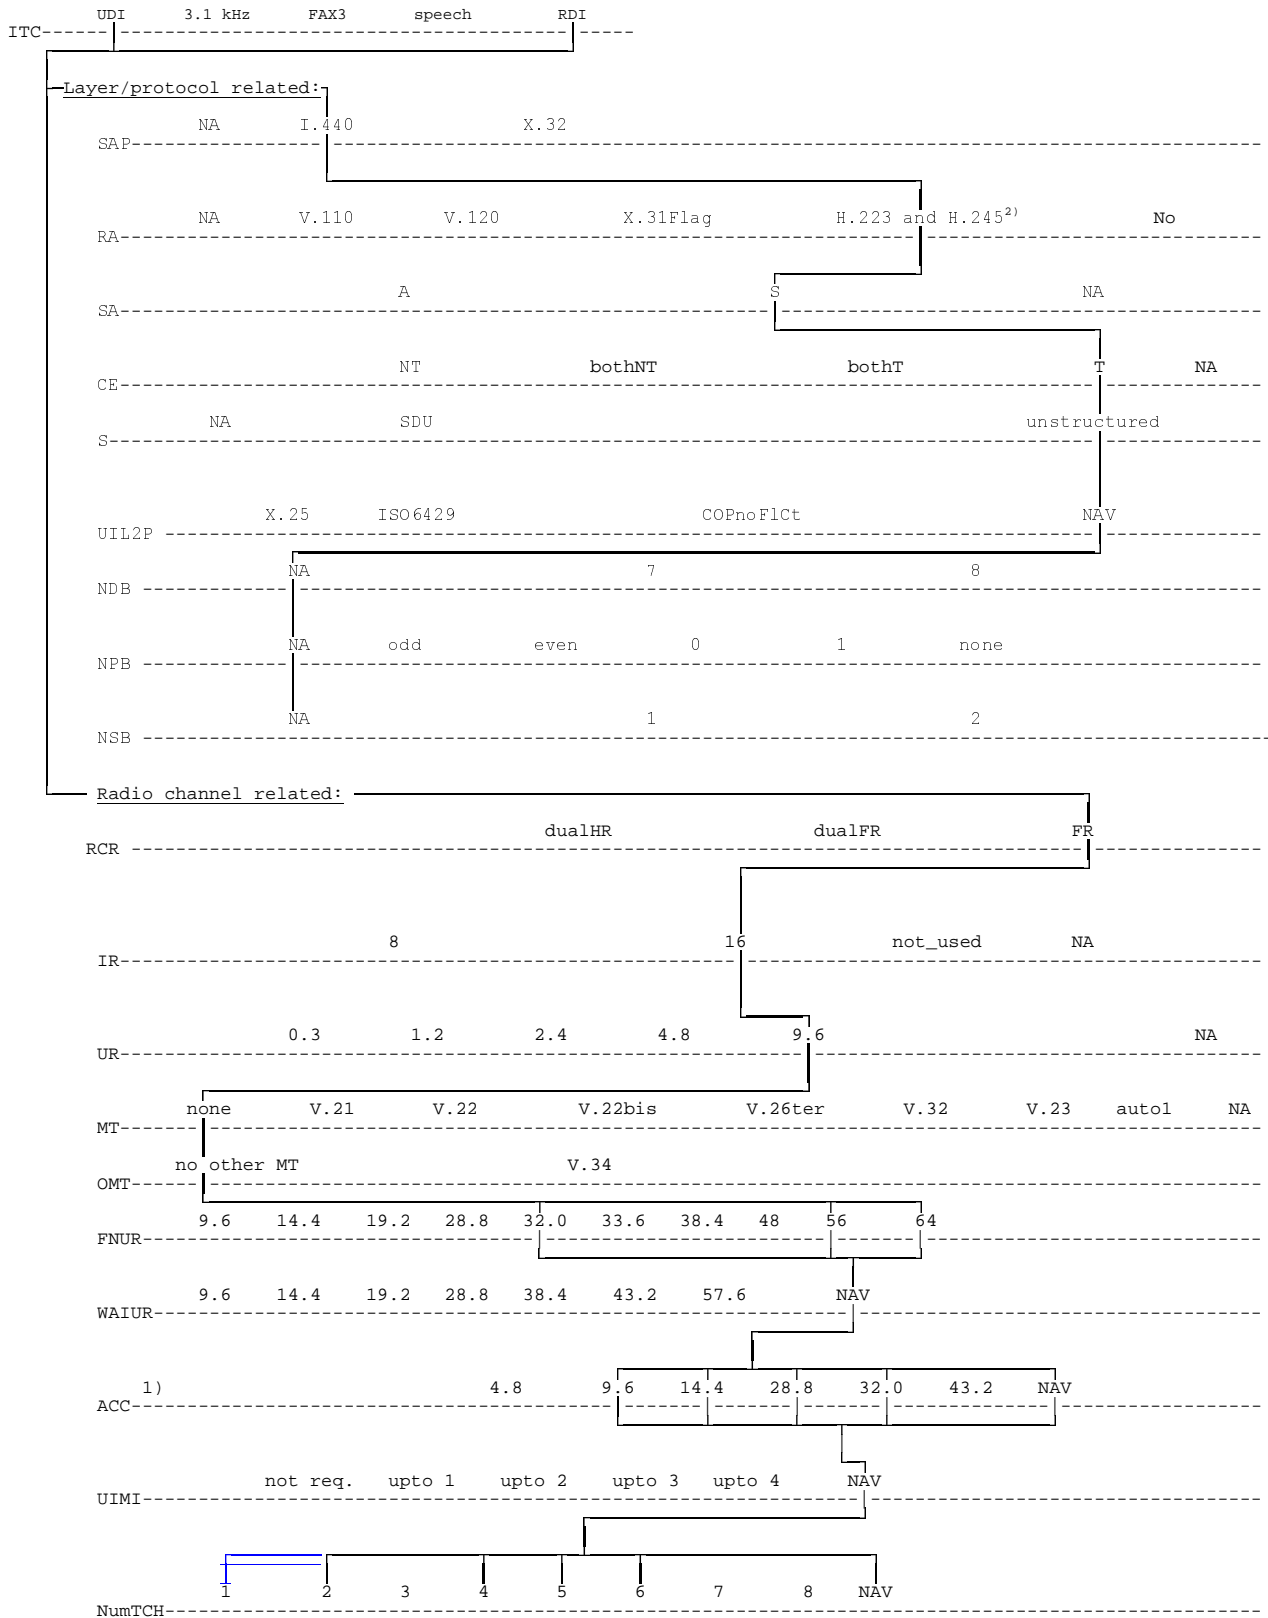 UDI 3.1 kHz FAX3 speech RDI
ITC
Layer/protocol related:
NA I.440 X.32
SAP
NA V.110 V.120 X.31Flag H.223 and H.245²⁾ No
RA
A S NA
SA
NT bothNT bothT T NA
CE
NA SDU unstructured
S
X.25 ISO6429 COPnoFlCt NAV
UIL2P
NA 7 8
NDB
NA odd even 0 1 none
NPB
NA 1 2
NSB
Radio channel related:
dualHR dualFR FR
RCR
8 16 not_used NA
IR
0.3 1.2 2.4 4.8 9.6 NA
UR
none V.21 V.22 V.22bis V.26ter V.32 V.23 auto1 NA
MT
no other MT V.34
OMT
9.6 14.4 19.2 28.8 32.0 33.6 38.4 48 56 64
FNUR
9.6 14.4 19.2 28.8 38.4 43.2 57.6 NAV
WAIUR
1) 4.8 9.6 14.4 28.8 32.0 43.2 NAV
ACC
not req. upto 1 upto 2 upto 3 upto 4 NAV
UIMI
1 2 3 4 5 6 7 8 NAV
NumTCH